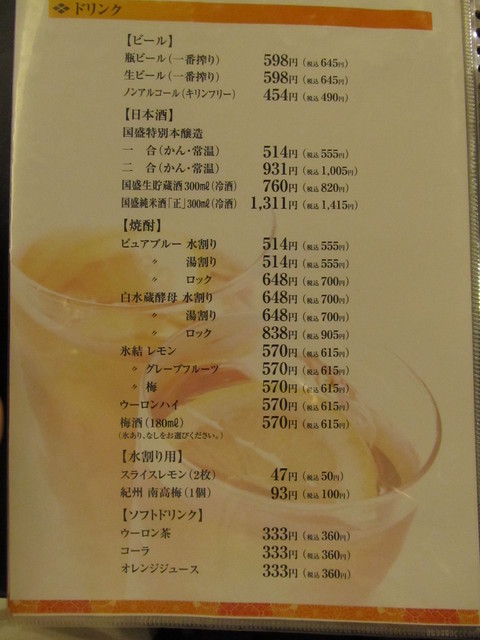 ドリンク
【ビール】
瓶ビール(一番搾り) 598円(税込645円)
生ビール(一番搾り) 598円(税込645円)
ノンアルコール(キリンフリー) 454円(税込490円)
【日本酒】
国盛特別本醸造
一 合(かん・常温) 514円(税込555円)
二 合(かん・常温) 931円(税込1,005円)
国盛生貯蔵酒300㎖(冷酒) 760円(税込820円)
国盛純米酒「正」300㎖(冷酒) 1,311円(税込1,415円)
【焼酎】
ピュアブルー 水割り 514円(税込555円)
〃 湯割り 514円(税込555円)
〃 ロック 648円(税込700円)
白水蔵酵母 水割り 648円(税込700円)
〃 湯割り 648円(税込700円)
〃 ロック 838円(税込905円)
氷結 レモン 570円(税込615円)
〃 グレープフルーツ 570円(税込615円)
〃 梅 570円(税込615円)
ウーロンハイ 570円(税込615円)
梅酒(180㎖) 570円(税込615円)
(氷あり、なしをお選びください。)
【水割り用】
スライスレモン(2枚) 47円(税込50円)
紀州 南高梅(1個) 93円(税込100円)
【ソフトドリンク】
ウーロン茶 333円(税込360円)
コーラ 333円(税込360円)
オレンジジュース 333円(税込360円)